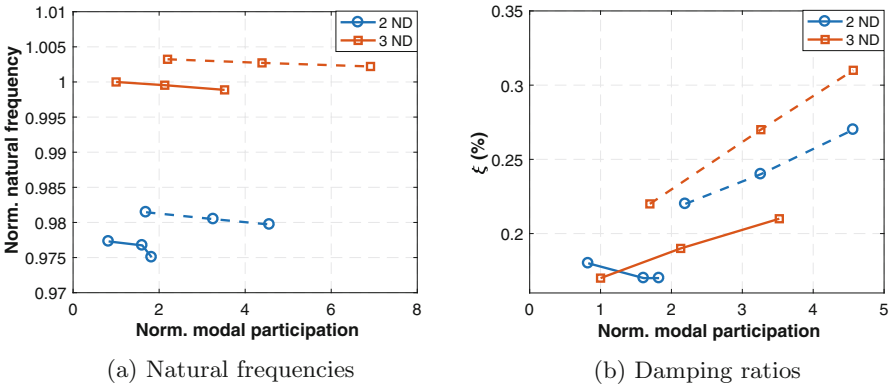 1.01
1.005
1
0.995
0.99
0.985
0.98
0.975
0.97
0 2 4 6 8
Norm. natural frequency
Norm. modal participation
2 ND
3 ND
(a) Natural frequencies
0.35
0.3
0.25
0.2
0 1 2 3 4 5
ξ (%)
Norm. modal participation
2 ND
3 ND
(b) Damping ratios